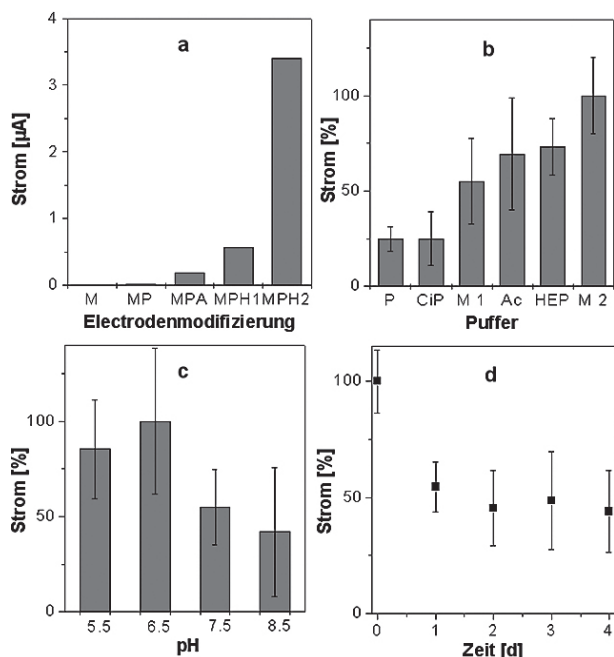 a
Strom [µA]
4
3
2
1
0
M MP MPA MPH1 MPH2
Electrodenmodifizierung
b
Strom [%]
100
75
50
25
0
P CiP M 1 Ac HEP M 2
Puffer
c
Strom [%]
100
50
0
5.5 6.5 7.5 8.5
pH
d
Strom [%]
100
50
0
0 1 2 3 4
Zeit [d]